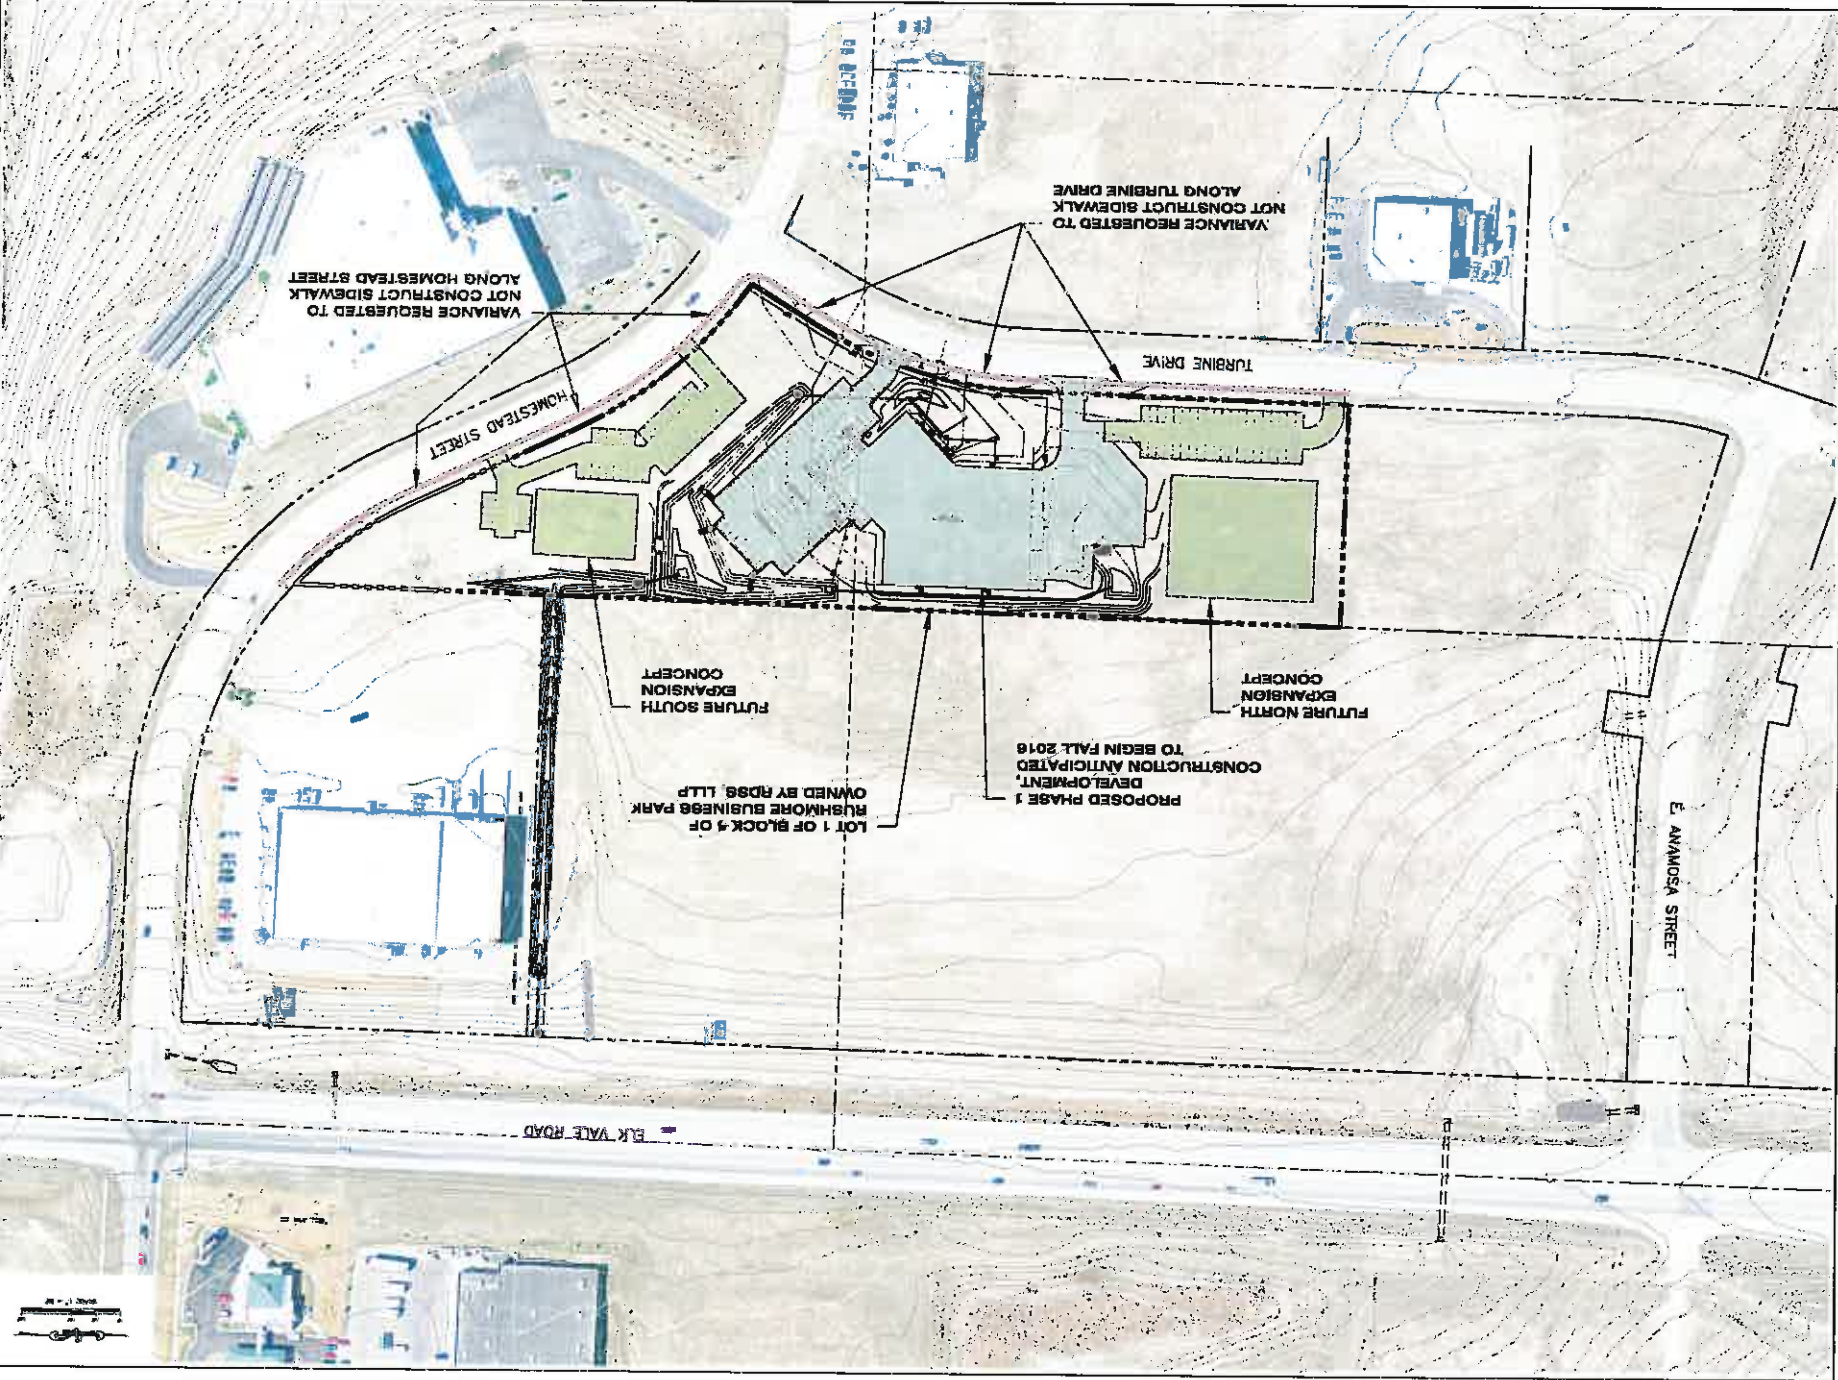 ELK VALE ROAD
E. ANAMOSA STREET
LOT 1 OF BLOCK 4 OF
RUSHMORE BUSINESS PARK
OWNED BY RDSS, LLLP
PROPOSED PHASE 1
DEVELOPMENT,
CONSTRUCTION ANTICIPATED
TO BEGIN FALL 2016
FUTURE NORTH
EXPANSION
CONCEPT
FUTURE SOUTH
EXPANSION
CONCEPT
HOMESTEAD STREET
TURBINE DRIVE
VARIANCE REQUESTED TO
NOT CONSTRUCT SIDEWALK
ALONG TURBINE DRIVE
VARIANCE REQUESTED TO
NOT CONSTRUCT SIDEWALK
ALONG HOMESTEAD STREET